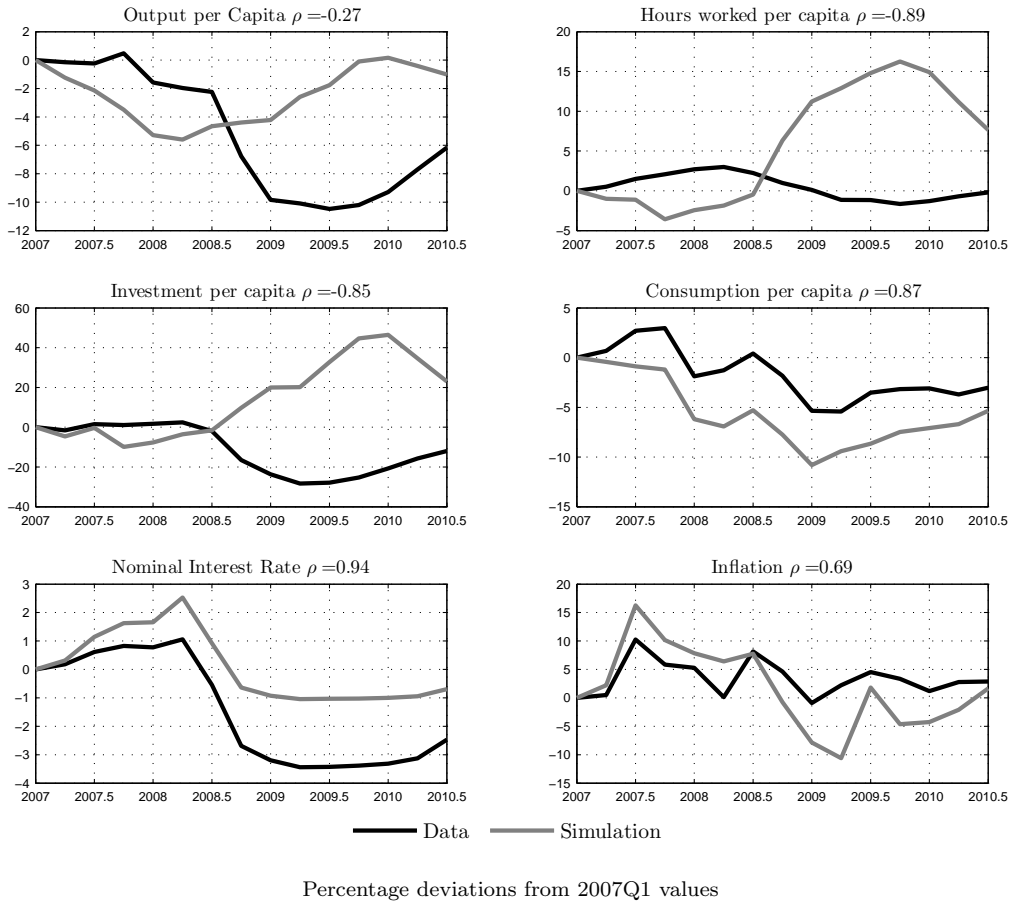 Output per Capita ρ =-0.27
2
0
−2
−4
−6
−8
−10
−12
2007 2007.5 2008 2008.5 2009 2009.5 2010 2010.5
Hours worked per capita ρ =-0.89
20
15
10
5
0
−5
2007 2007.5 2008 2008.5 2009 2009.5 2010 2010.5
Investment per capita ρ =-0.85
60
40
20
0
−20
−40
2007 2007.5 2008 2008.5 2009 2009.5 2010 2010.5
Consumption per capita ρ =0.87
5
0
−5
−10
−15
2007 2007.5 2008 2008.5 2009 2009.5 2010 2010.5
Nominal Interest Rate ρ =0.94
3
2
1
0
−1
−2
−3
−4
2007 2007.5 2008 2008.5 2009 2009.5 2010 2010.5
Inflation ρ =0.69
20
15
10
5
0
−5
−10
−15
2007 2007.5 2008 2008.5 2009 2009.5 2010 2010.5
Data Simulation
Percentage deviations from 2007Q1 values